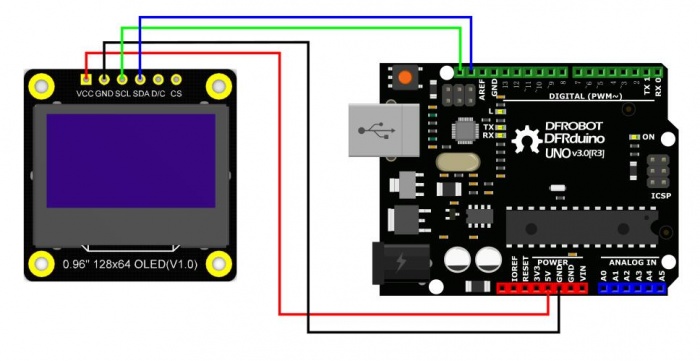 VCC GND SCL SDA D/C CS
0.96" 128x64 OLED(V1.0)
AREF
GND
13
12
11
10
9
8
7
6
5
4
3
2
TX 1
RX 0
DIGITAL (PWM~)
L
TX
RX
DFROBOT
DFRduino
UNO v3.0[R3]
ON
ICSP
POWER
ANALOG IN
IOREF
RESET
3V3
5V
GND
GND
VIN
A0
A1
A2
A3
A4
A5